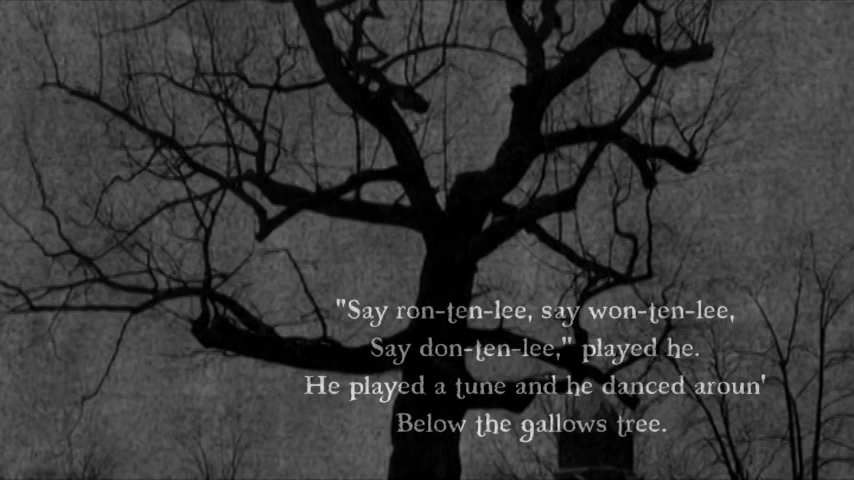 "Say ron-ten-lee, say won-ten-lee,
Say don-ten-lee," played he.
He played a tune and he danced aroun'
Below the gallows tree.